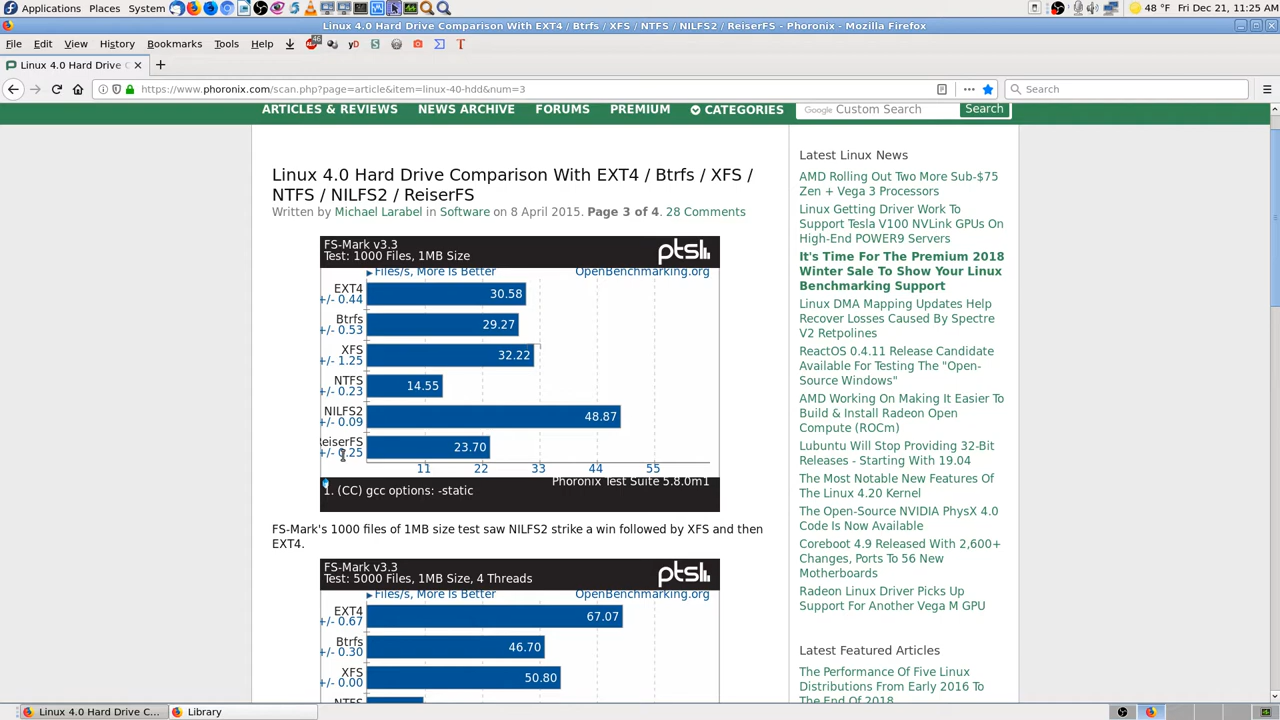 Applications Places System
48 °F Fri Dec 21, 11:25 AM
Linux 4.0 Hard Drive Comparison With EXT4 / Btrfs / XFS / NTFS / NILFS2 / ReiserFS - Phoronix - Mozilla Firefox
File Edit View History Bookmarks Tools Help
46
yD
T
Linux 4.0 Hard Drive C
https://www.phoronix.com/scan.php?page=article&item=linux-40-hdd&num=3
Search
ARTICLES & REVIEWS NEWS ARCHIVE FORUMS PREMIUM CATEGORIES
Google Custom Search
Search
Linux 4.0 Hard Drive Comparison With EXT4 / Btrfs / XFS /
NTFS / NILFS2 / ReiserFS
Written by Michael Larabel in Software on 8 April 2015. Page 3 of 4. 28 Comments
FS-Mark v3.3
Test: 1000 Files, 1MB Size
ptsl
Files/s, More Is Better
OpenBenchmarking.org
EXT4
+/- 0.44
30.58
Btrfs
+/- 0.53
29.27
XFS
+/- 1.25
32.22
NTFS
+/- 0.23
14.55
NILFS2
+/- 0.09
48.87
ReiserFS
+/- 0.25
23.70
11 22 33 44 55
Phoronix Test Suite 5.8.0m1
1. (CC) gcc options: -static
FS-Mark's 1000 files of 1MB size test saw NILFS2 strike a win followed by XFS and then
EXT4.
FS-Mark v3.3
Test: 5000 Files, 1MB Size, 4 Threads
ptsl
Files/s, More Is Better
OpenBenchmarking.org
EXT4
+/- 0.67
67.07
Btrfs
+/- 0.30
46.70
XFS
+/- 0.00
50.80
NTFS
Latest Linux News
AMD Rolling Out Two More Sub-$75
Zen + Vega 3 Processors
Linux Getting Driver Work To
Support Tesla V100 NVLink GPUs On
High-End POWER9 Servers
It's Time For The Premium 2018
Winter Sale To Show Your Linux
Benchmarking Support
Linux DMA Mapping Updates Help
Recover Losses Caused By Spectre
V2 Retpolines
ReactOS 0.4.11 Release Candidate
Available For Testing The "Open-
Source Windows"
AMD Working On Making It Easier To
Build & Install Radeon Open
Compute (ROCm)
Lubuntu Will Stop Providing 32-Bit
Releases - Starting With 19.04
The Most Notable New Features Of
The Linux 4.20 Kernel
The Open-Source NVIDIA PhysX 4.0
Code Is Now Available
Coreboot 4.9 Released With 2,600+
Changes, Ports To 56 New
Motherboards
Radeon Linux Driver Picks Up
Support For Another Vega M GPU
Latest Featured Articles
The Performance Of Five Linux
Distributions From Early 2016 To
The End Of 2018
Linux 4.0 Hard Drive C...
Library